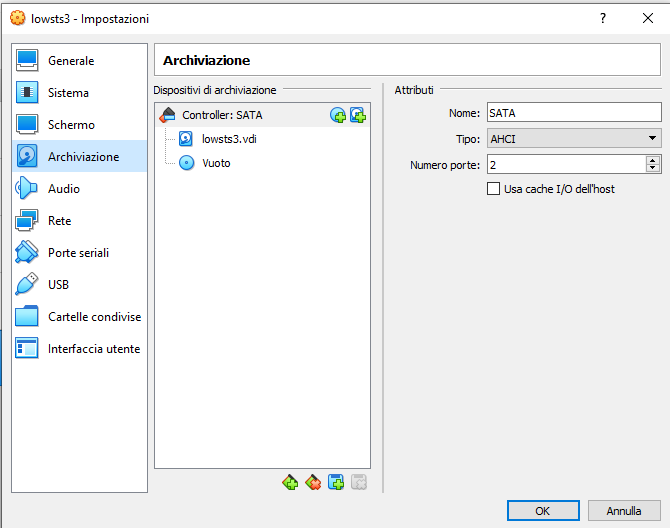 lowsts3 - Impostazioni
?
Generale
Sistema
Schermo
Archiviazione
Audio
Rete
Porte seriali
USB
Cartelle condivise
Interfaccia utente
Archiviazione
Dispositivi di archiviazione
Controller: SATA
lowsts3.vdi
Vuoto
Attributi
Nome: SATA
Tipo: AHCI
Numero porte: 2
Usa cache I/O dell'host
OK
Annulla